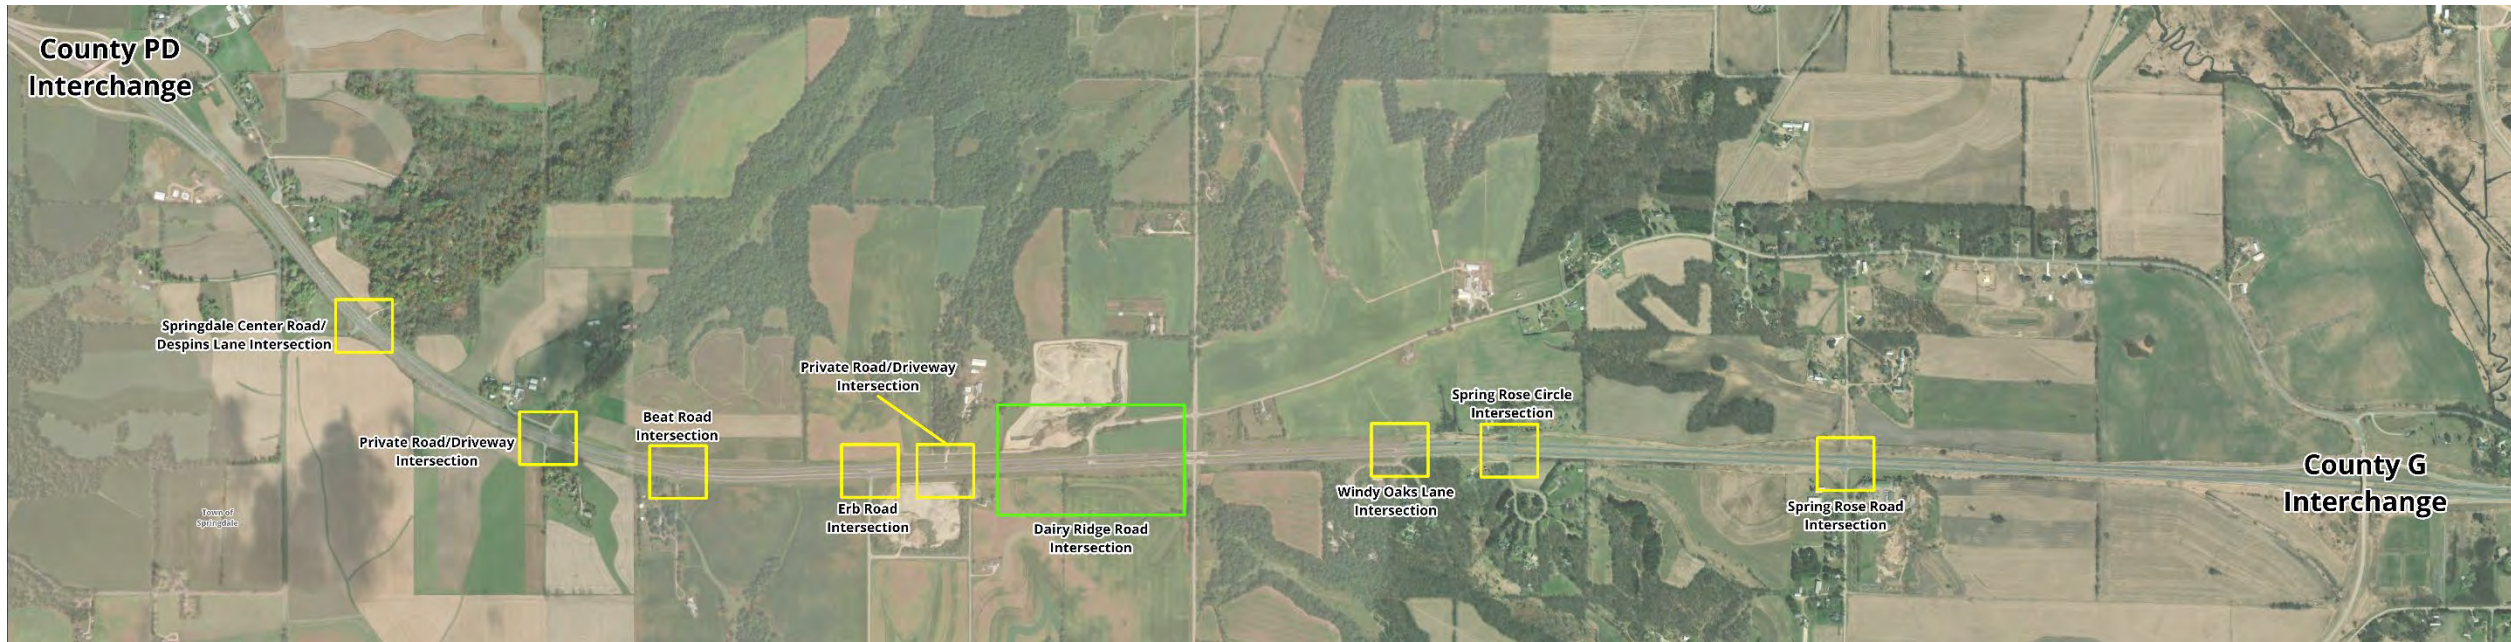 County PD
Interchange
Springdale Center Road/
Despins Lane Intersection
Private Road/Driveway
Intersection
Beat Road
Intersection
Private Road/Driveway
Intersection
Erb Road
Intersection
Dairy Ridge Road
Intersection
Windy Oaks Lane
Intersection
Spring Rose Circle
Intersection
Spring Rose Road
Intersection
County G
Interchange
Town of
Springdale